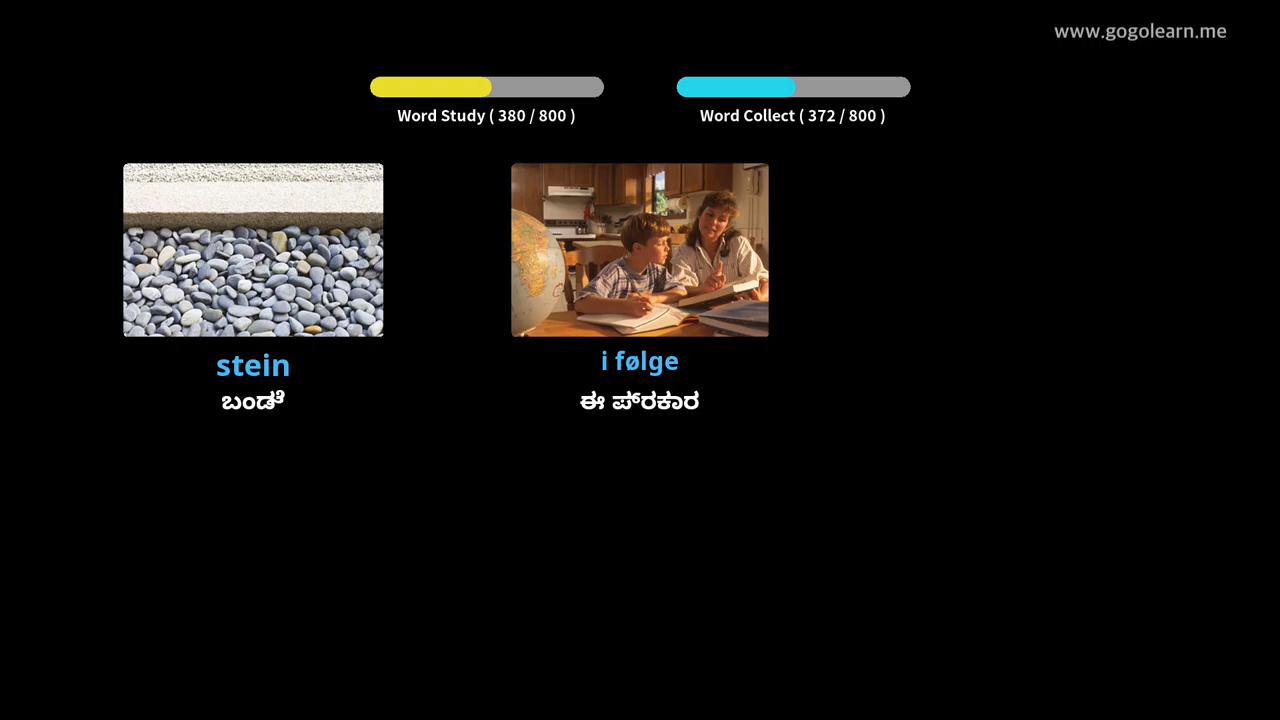 www.gogolearn.me
Word Study ( 380 / 800 )
Word Collect ( 372 / 800 )
stein
ಬಂಡೆ
i følge
ಈ ಪ್ರಕಾರ